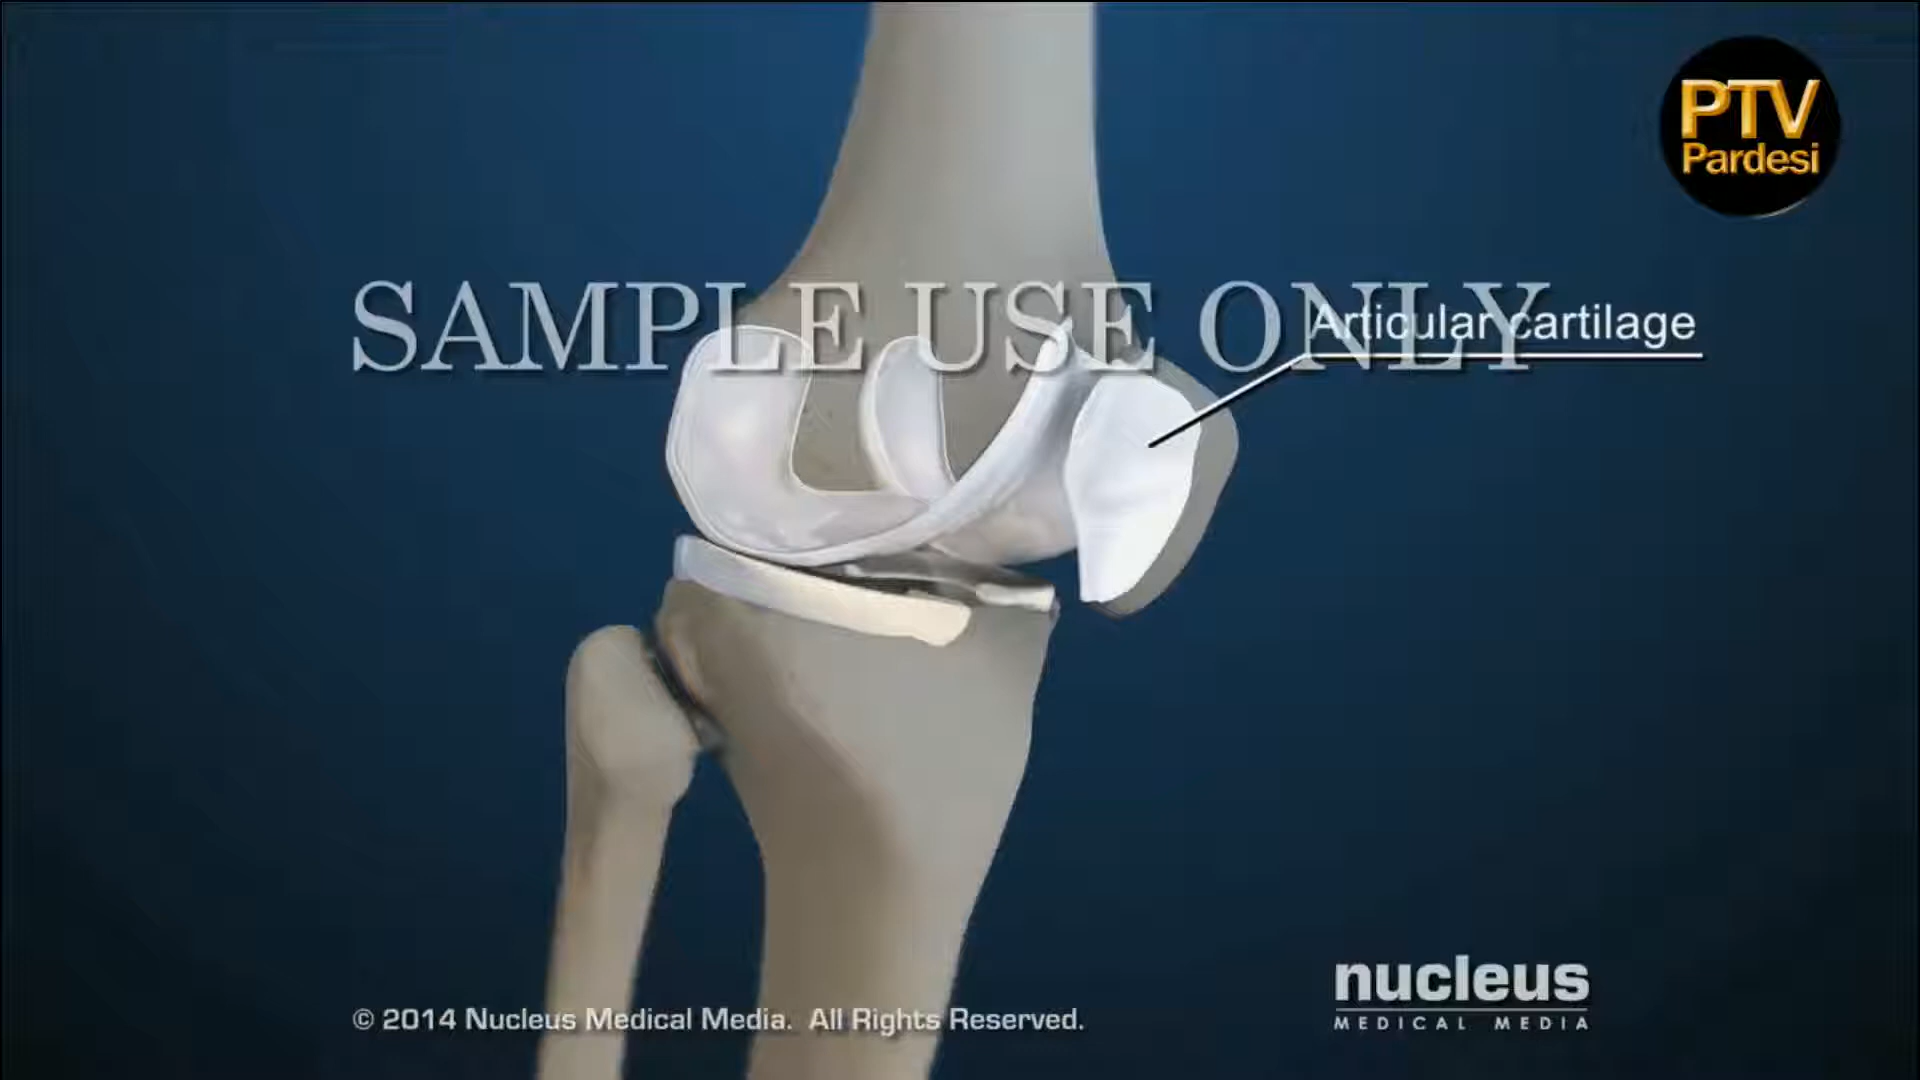 PTV
Pardesi
SAMPLE USE ONLY
Articular cartilage
nucleus
MEDICAL MEDIA
© 2014 Nucleus Medical Media. All Rights Reserved.